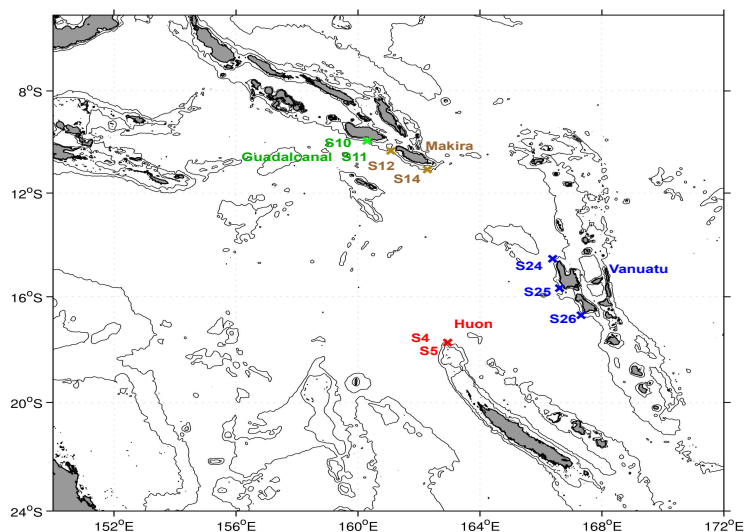 8°S
S10
Makira
Guadalcanal S11
S12
12°S
S14
S24
Vanuatu
S25
16°S
S26
Huon
S4
S5
20°S
24°S
152°E
156°E
160°E
164°E
168°E
172°E